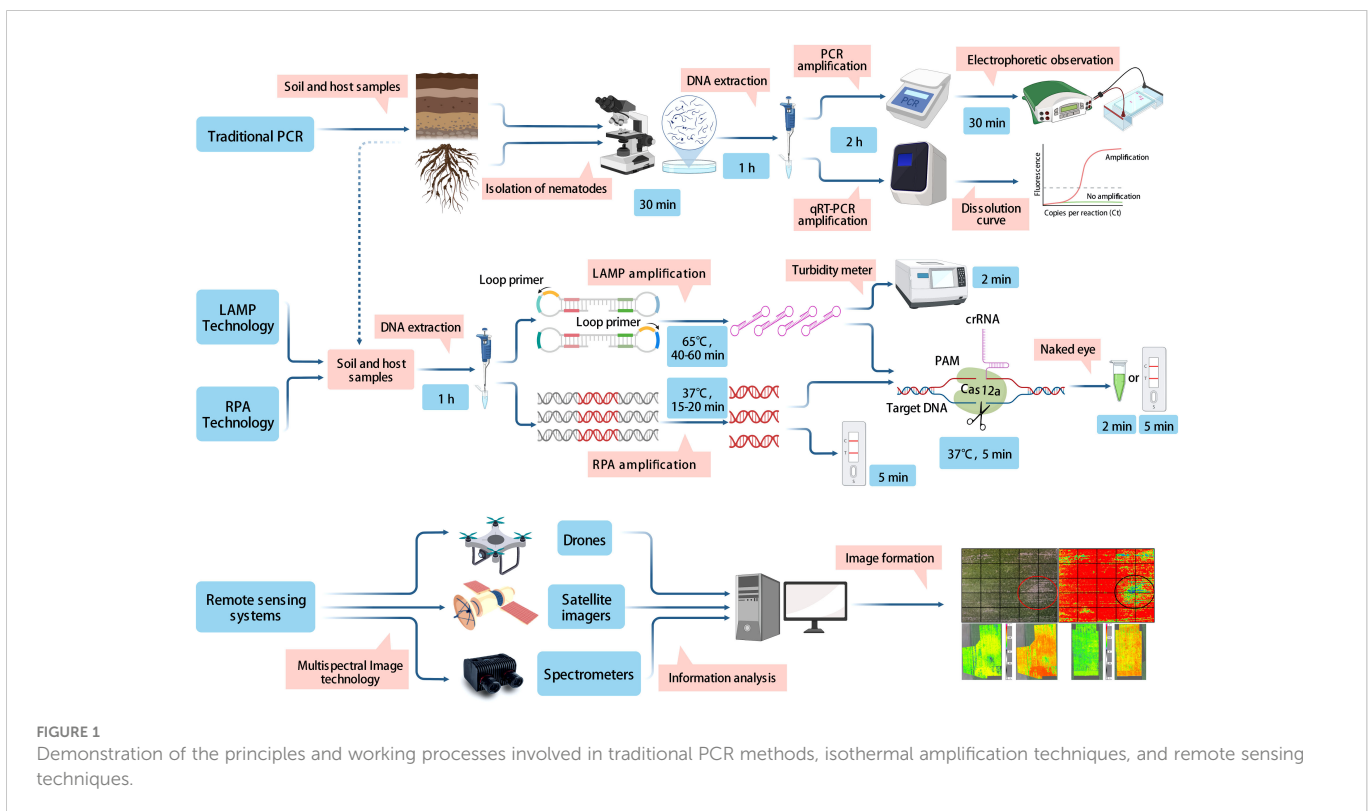 Soil and host samples
Traditional PCR
Isolation of nematodes
30 min
DNA extraction
1 h
PCR
amplification
PCR
2 h
qRT-PCR
amplification
Electrophoretic observation
30 min
Dissolution
curve
Fluorescence
Amplification
No amplification
Copies per reaction (Ct)
LAMP
Technology
RPA
Technology
Soil and host
samples
DNA extraction
1 h
Loop primer
LAMP amplification
Loop primer
65℃,
40-60 min
37℃,
15-20 min
RPA amplification
Turbidity meter
2 min
C
T
S
5 min
crRNA
PAM
Cas 12a
Target DNA
37℃, 5 min
Naked eye
or
C
T
S
2 min
5 min
Remote sensing
systems
Multispectral Image
technology
Drones
Satellite
imagers
Spectrometers
Information analysis
Image formation
FIGURE 1
Demonstration of the principles and working processes involved in traditional PCR methods, isothermal amplification techniques, and remote sensing
techniques.